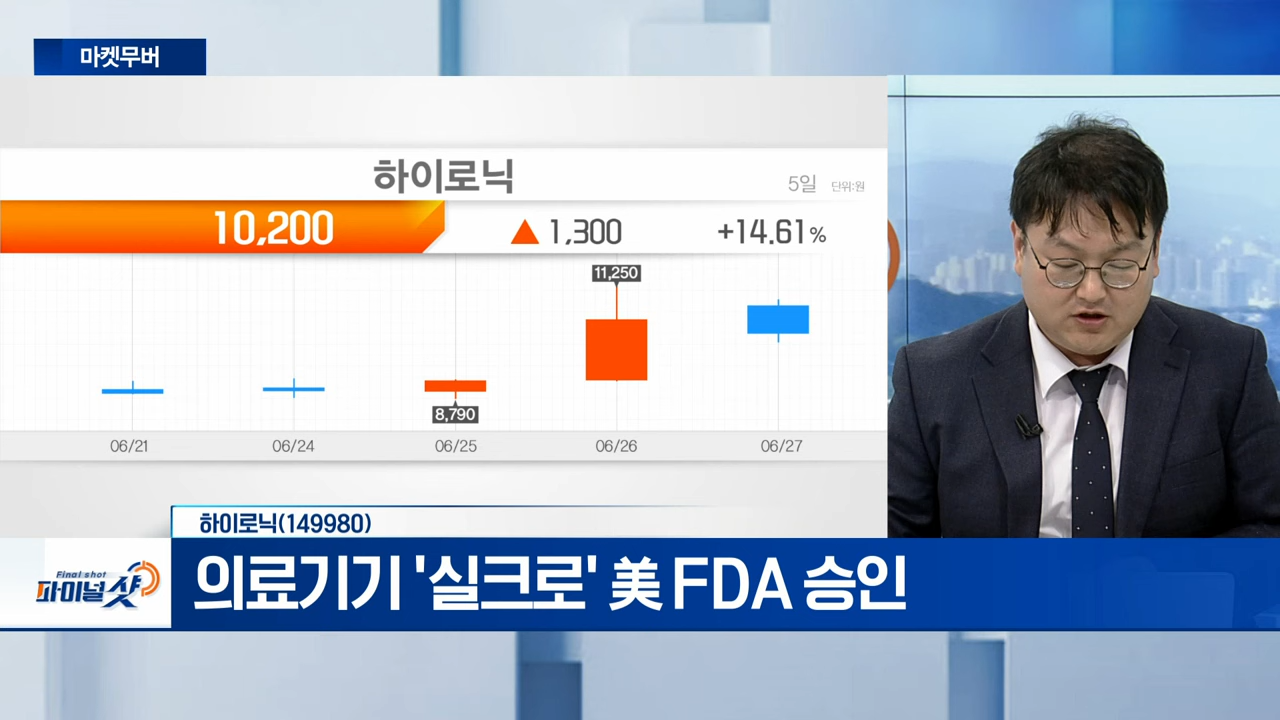 마켓무버
하이로닉
5일 단위:원
10,200 ▲ 1,300 +14.61%
11,250
8,790
06/21 06/24 06/25 06/26 06/27
하이로닉(149980)
Final shot
파이널샷
의료기기 '실크로' 美 FDA 승인